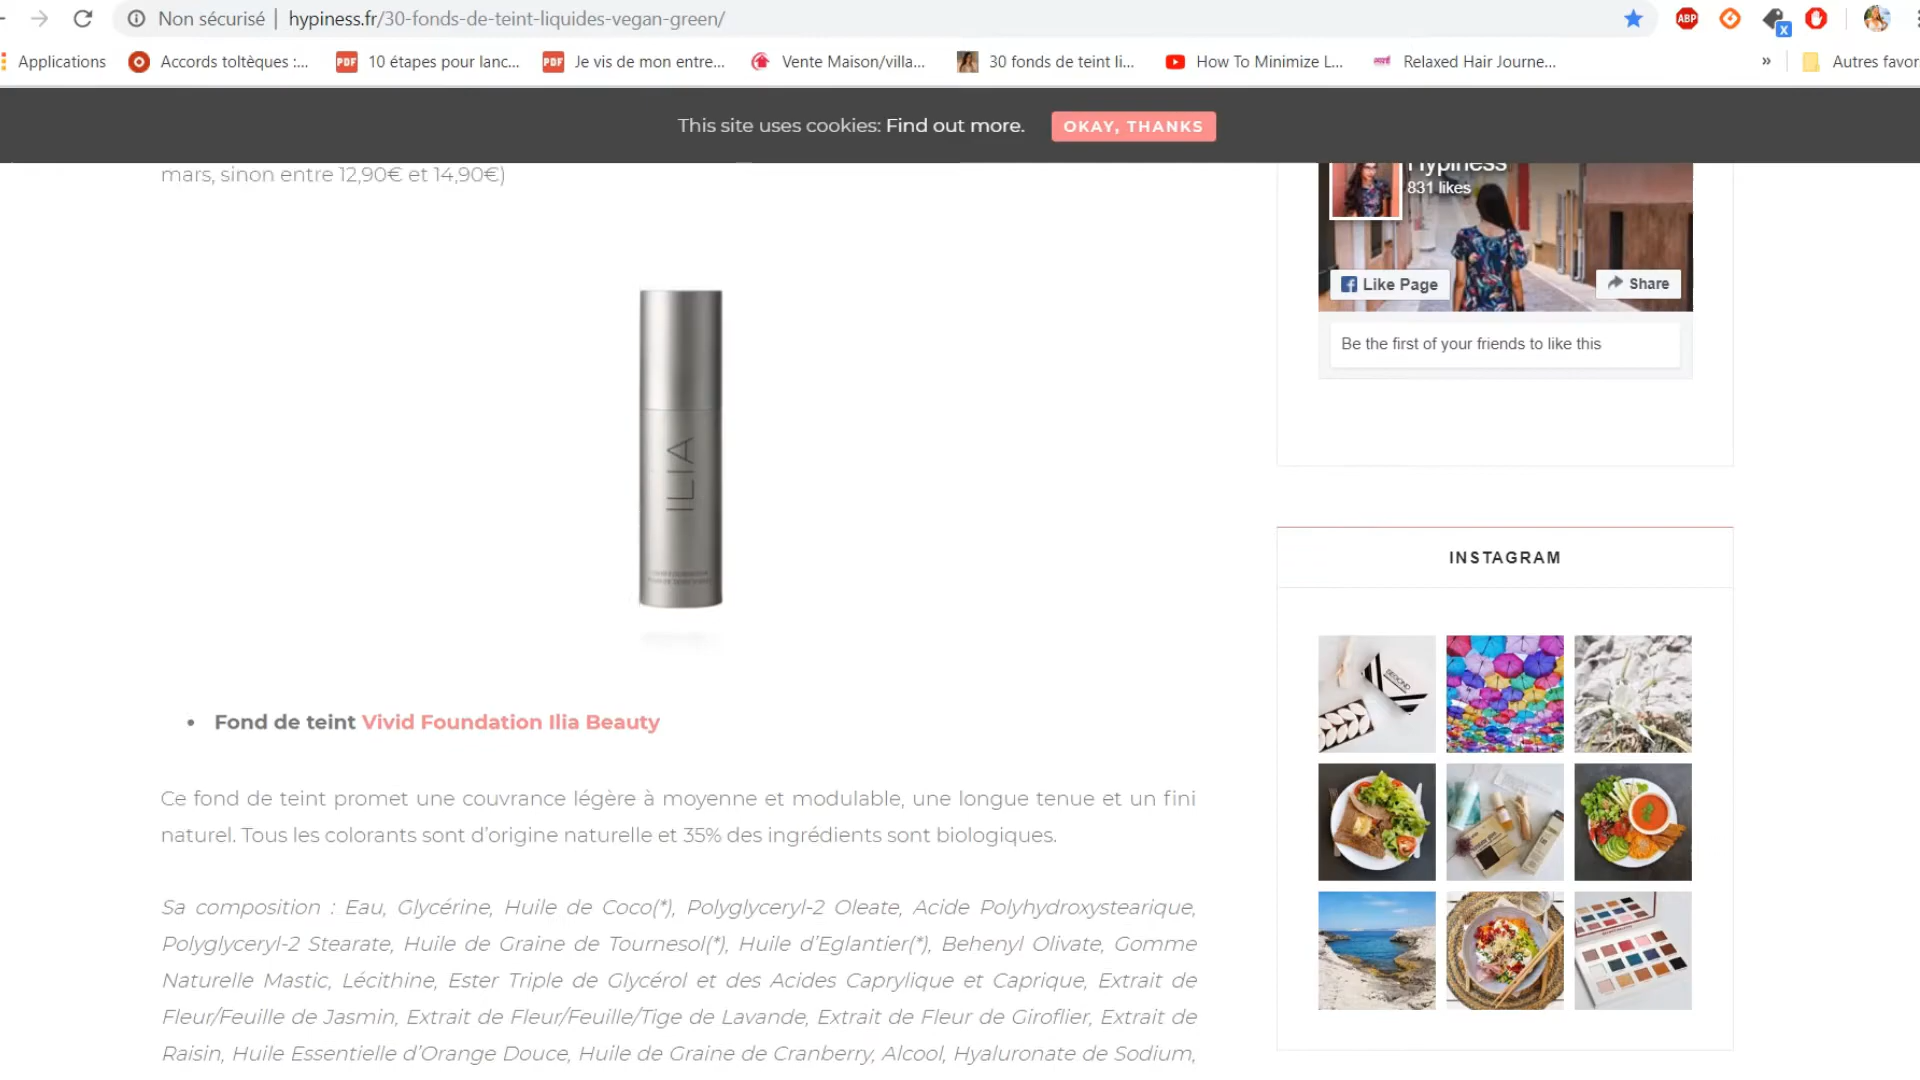 Non sécurisé | hypiness.fr/30-fonds-de-teint-liquides-vegan-green/
ABP
Applications
Accords toltèques :...
PDF 10 étapes pour lanc...
PDF Je vis de mon entre...
Vente Maison/villa...
30 fonds de teint li...
How To Minimize L...
Relaxed Hair Journe...
»
Autres favor
This site uses cookies: Find out more.
OKAY, THANKS
mars, sinon entre 12,90€ et 14,90€)
ILIA
• Fond de teint Vivid Foundation Ilia Beauty
Ce fond de teint promet une couvrance légère à moyenne et modulable, une longue tenue et un fini
naturel. Tous les colorants sont d’origine naturelle et 35% des ingrédients sont biologiques.
Sa composition : Eau, Glycérine, Huile de Coco(*), Polyglyceryl-2 Oleate, Acide Polyhydroxystearique,
Polyglyceryl-2 Stearate, Huile de Graine de Tournesol(*), Huile d’Eglantier(*), Behenyl Olivate, Gomme
Naturelle Mastic, Lécithine, Ester Triple de Glycérol et des Acides Caprylique et Caprique, Extrait de
Fleur/Feuille de Jasmin, Extrait de Fleur/Feuille/Tige de Lavande, Extrait de Fleur de Giroflier, Extrait de
Raisin, Huile Essentielle d’Orange Douce, Huile de Graine de Cranberry, Alcool, Hyaluronate de Sodium,
Hypiness
831 likes
Like Page
Share
Be the first of your friends to like this
INSTAGRAM